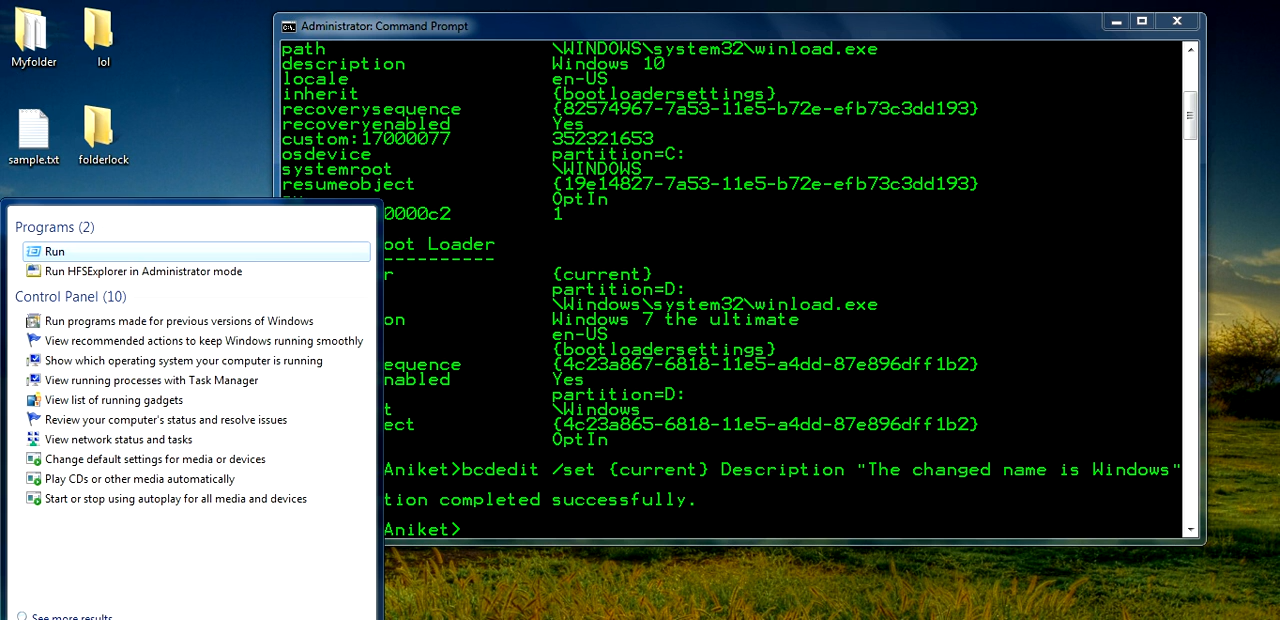 Myfolder
lol
sample.txt
folderlock
Administrator: Command Prompt
path \WINDOWS\system32\winload.exe
description Windows 10
locale en-US
inherit {bootloadersettings}
recoverysequence {82574967-7a53-11e5-b72e-efb73c3dd193}
recoveryenabled Yes
custom:17000077 352321653
osdevice partition=C:
systemroot \WINDOWS
resumeobject {19e14827-7a53-11e5-b72e-efb73c3dd193}
OptIn
0000c2 1
oot Loader
----------
r {current}
partition=D:
\Windows\system32\winload.exe
on Windows 7 the ultimate
en-US
{bootloadersettings}
equence {4c23a867-6818-11e5-a4dd-87e896dff1b2}
nabled Yes
partition=D:
t \Windows
ect {4c23a865-6818-11e5-a4dd-87e896dff1b2}
OptIn
Aniket>bcdedit /set {current} Description "The changed name is Windows"
tion completed successfully.
Aniket>
Programs (2)
Run
Run HFSExplorer in Administrator mode
Control Panel (10)
Run programs made for previous versions of Windows
View recommended actions to keep Windows running smoothly
Show which operating system your computer is running
View running processes with Task Manager
View list of running gadgets
Review your computer's status and resolve issues
View network status and tasks
Change default settings for media or devices
Play CDs or other media automatically
Start or stop using autoplay for all media and devices
See more results